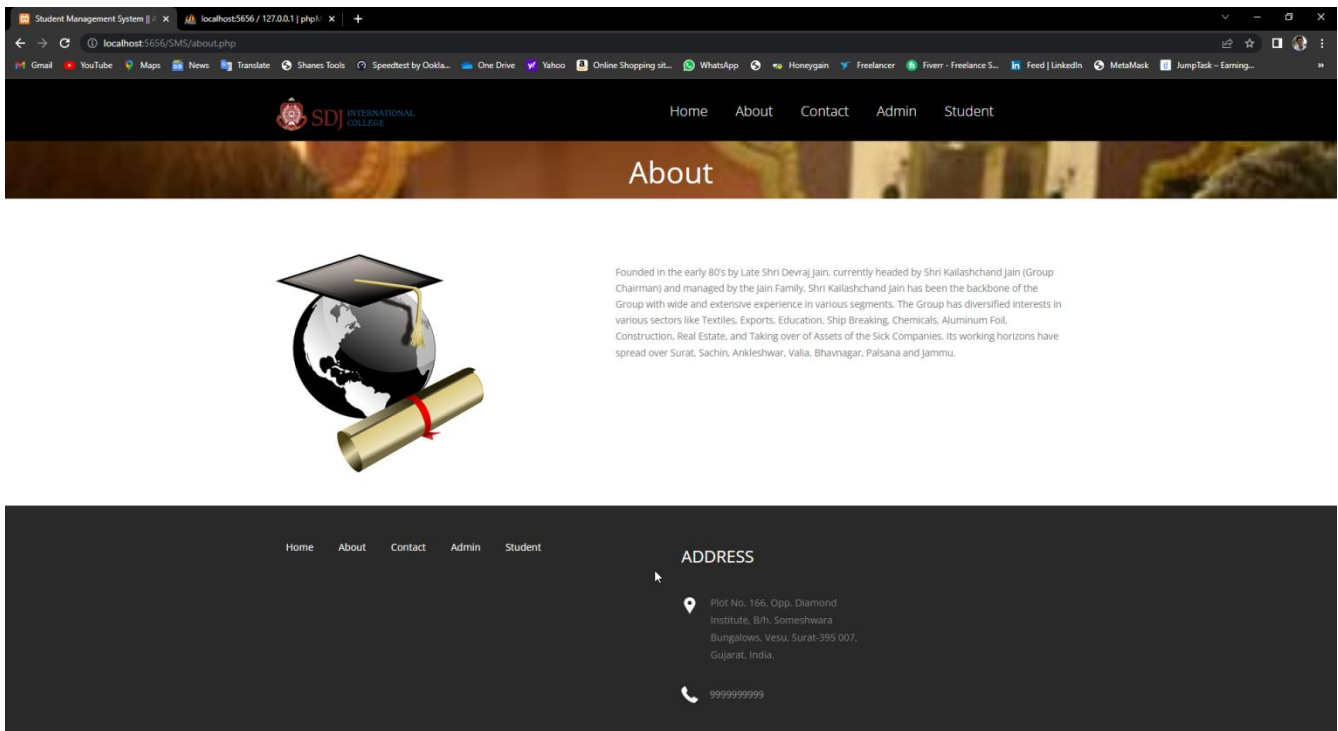 Student Management System || A
localhost:5656 / 127.0.0.1 | phpM
localhost:5656/SMS/about.php
Gmail YouTube Maps News Translate Shanes Tools Speedtest by Ookla... One Drive Yahoo Online Shopping sit... WhatsApp Honeygain Freelancer Fiverr - Freelance S... Feed | LinkedIn MetaMask JumpTask – Earning... »
SDJ INTERNATIONAL
COLLEGE
Home About Contact Admin Student
About
Founded in the early 80's by Late Shri Devraj Jain, currently headed by Shri Kailashchand Jain (Group
Chairman) and managed by the Jain Family. Shri Kailashchand Jain has been the backbone of the
Group with wide and extensive experience in various segments. The Group has diversified interests in
various sectors like Textiles, Exports, Education, Ship Breaking, Chemicals, Aluminum Foil,
Construction, Real Estate, and Taking over of Assets of the Sick Companies. its working horizons have
spread over Surat, Sachin, Ankleshwar, Valia, Bhavnagar, Palsana and Jammu.
Home About Contact Admin Student
ADDRESS
Plot No. 166, Opp. Diamond
Institute, B/h. Someshwara
Bungalows, Vesu, Surat-395 007,
Gujarat, India.
9999999999